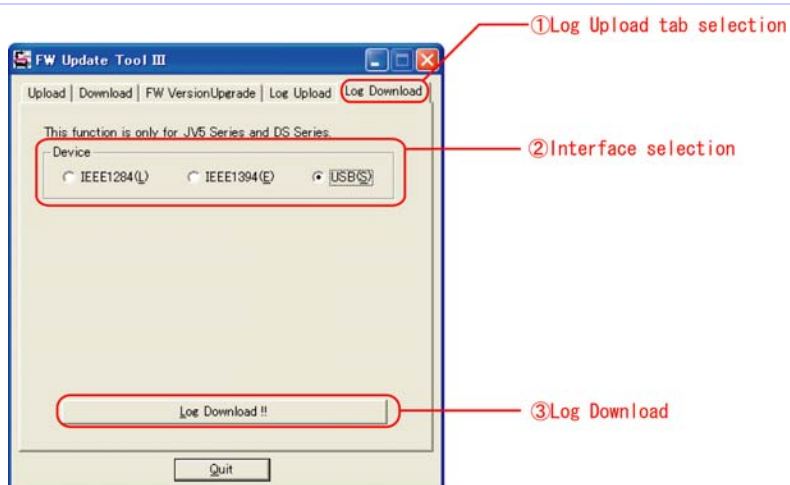 ①Log Upload tab selection
FW Update Tool III
Upload Download FW VersionUpgrade Log Upload Log Download
This function is only for JV5 Series and DS Series.
Device
②Interface selection
IEEE1284(L) IEEE1394(E) USB(S)
Log Download !!
③Log Download
Quit